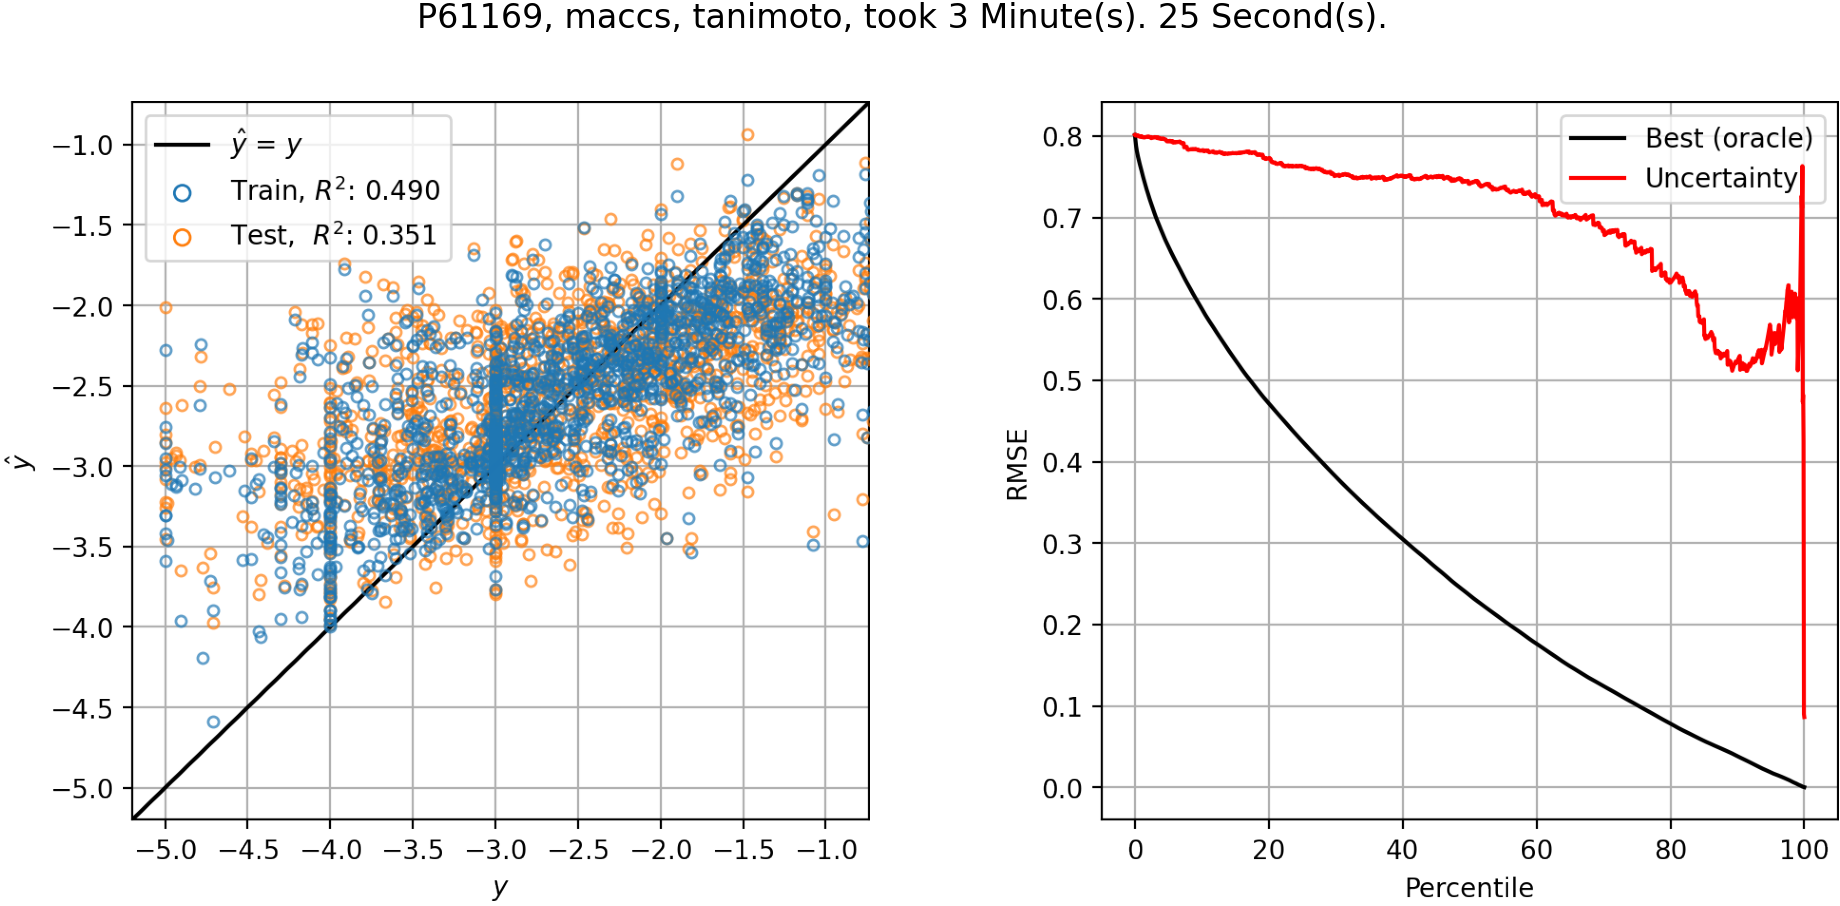 P61169, maccs, tanimoto, took 3 Minute(s). 25 Second(s).
ŷ = y
Train, R²: 0.490
Test, R²: 0.351
−1.0
−1.5
−2.0
−2.5
−3.0
−3.5
−4.0
−4.5
−5.0
ŷ
−5.0 −4.5 −4.0 −3.5 −3.0 −2.5 −2.0 −1.5 −1.0
y
Best (oracle)
Uncertainty
0.8
0.7
0.6
0.5
0.4
0.3
0.2
0.1
0.0
RMSE
0 20 40 60 80 100
Percentile